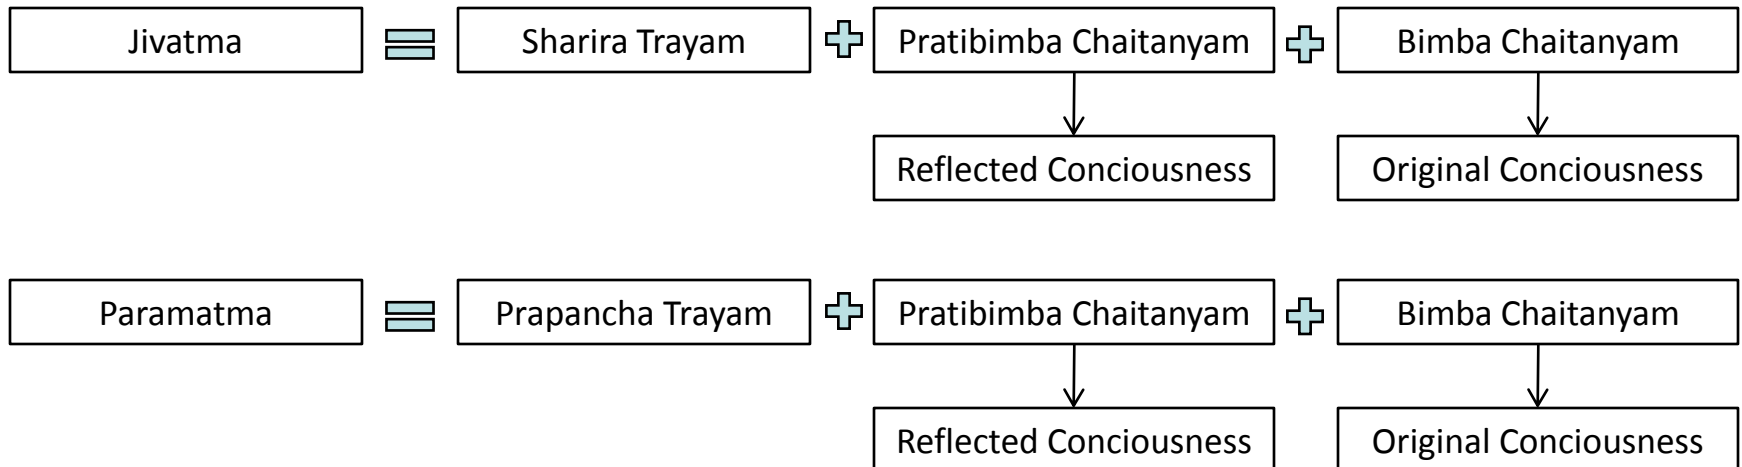 Jivatma = Sharira Trayam + Pratibimba Chaitanyam + Bimba Chaitanyam
Reflected Conciousness Original Conciousness
Paramatma = Prapancha Trayam + Pratibimba Chaitanyam + Bimba Chaitanyam
Reflected Conciousness Original Conciousness